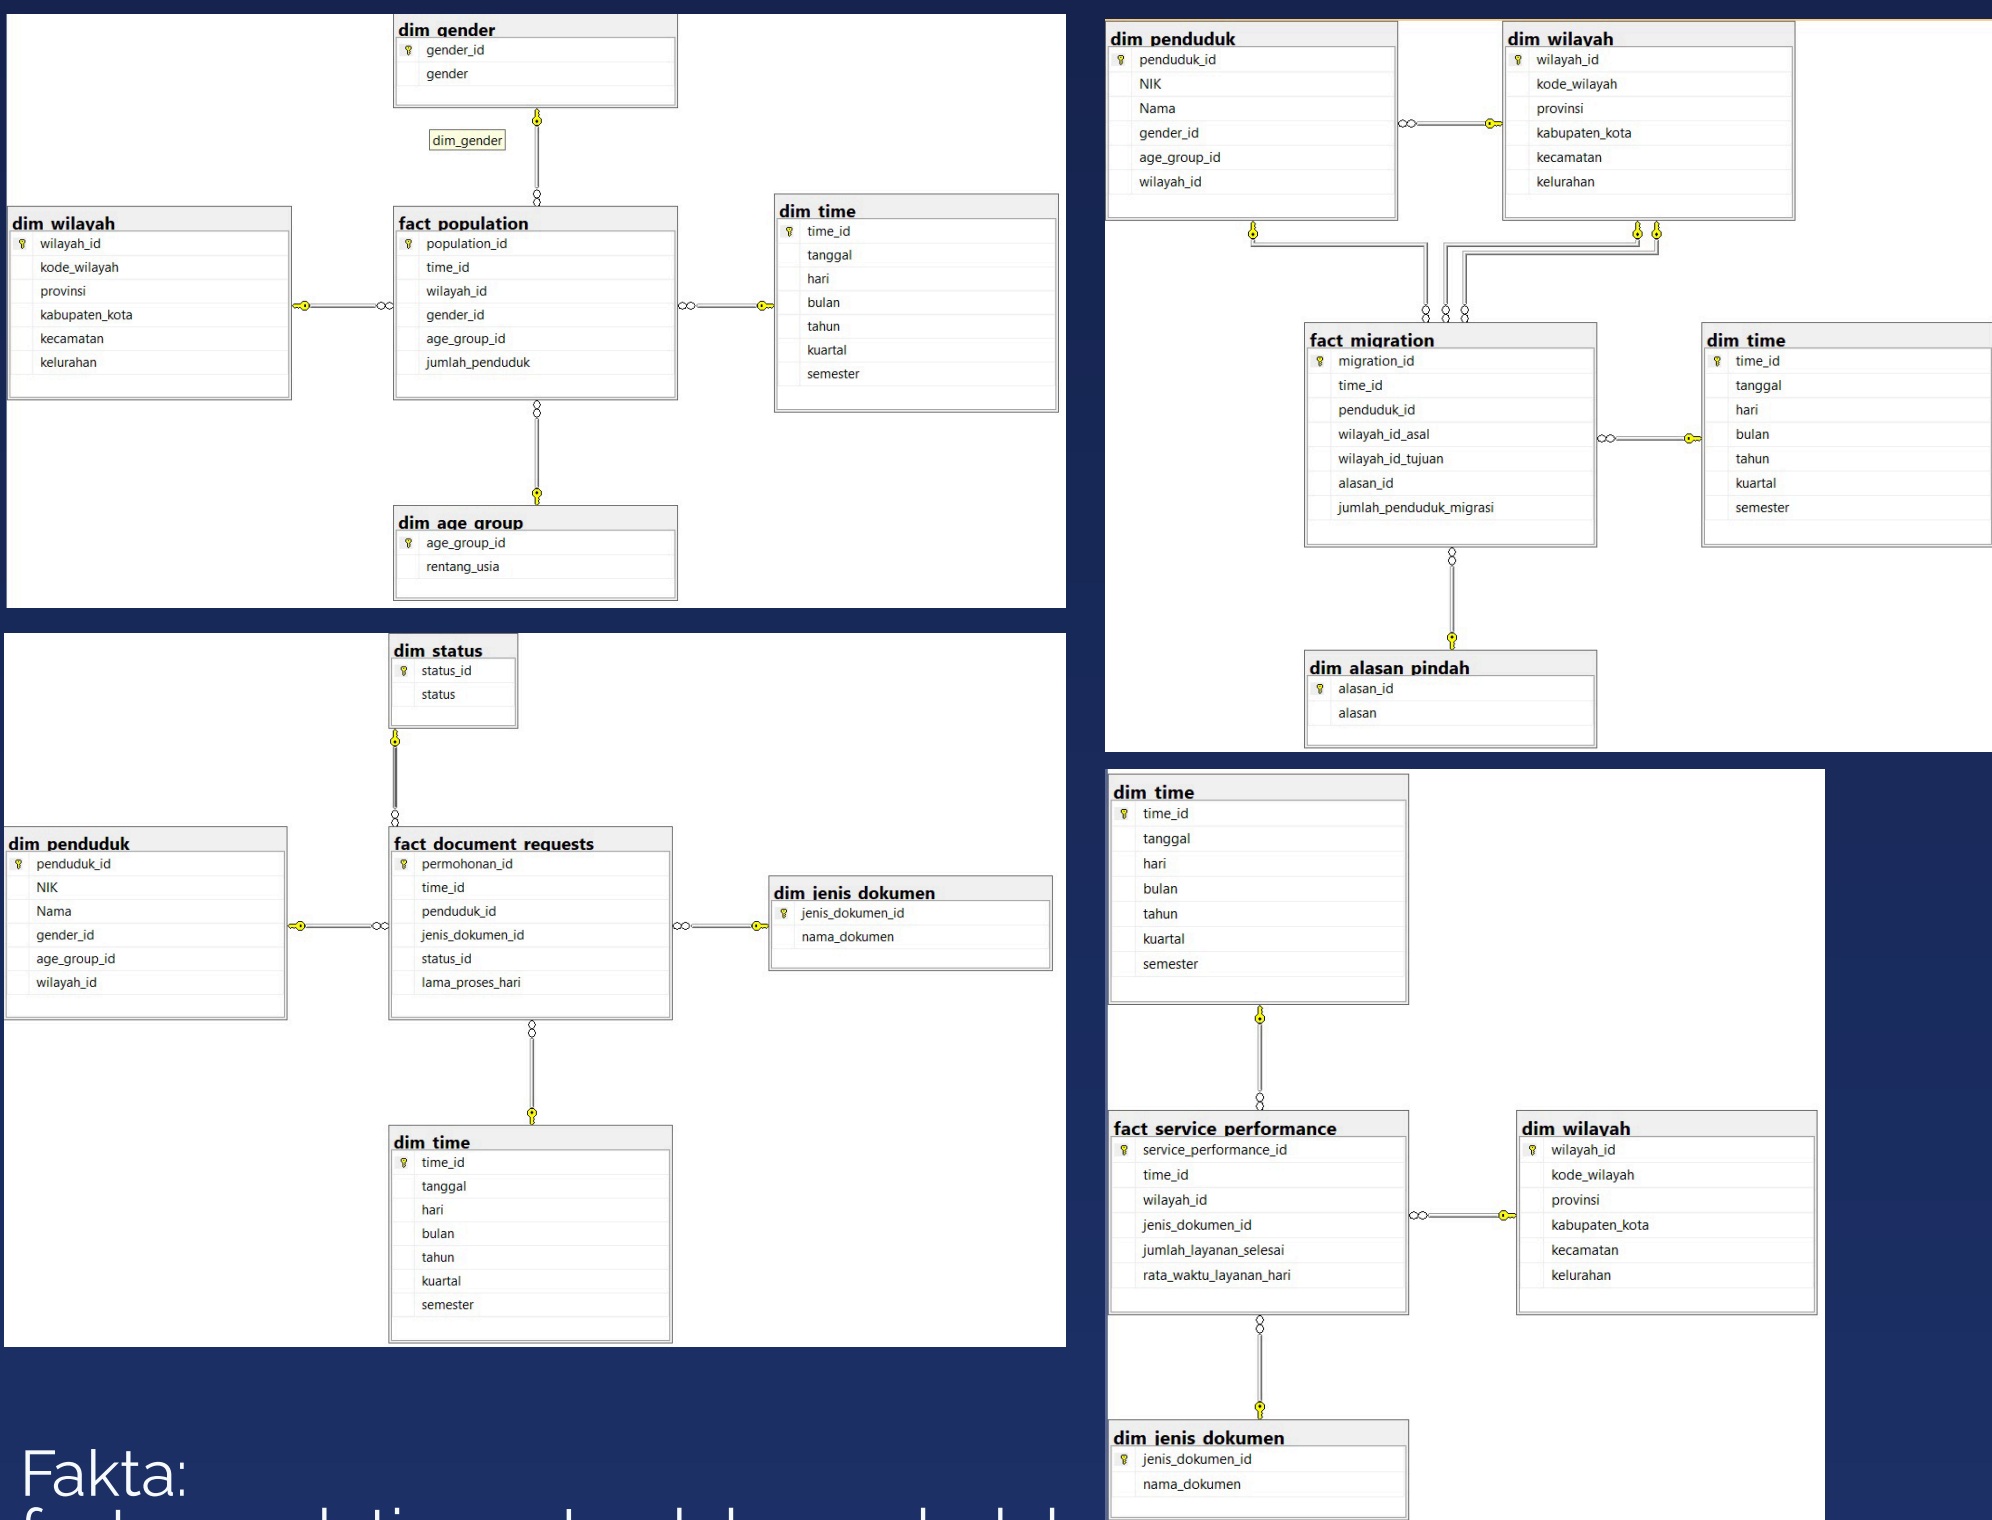 dim_gender
gender_id
gender
dim_gender
dim_wilayah
wilayah_id
kode_wilayah
provinsi
kabupaten_kota
kecamatan
kelurahan
fact_population
population_id
time_id
wilayah_id
gender_id
age_group_id
jumlah_penduduk
dim_time
time_id
tanggal
hari
bulan
tahun
kuartal
semester
dim_age_group
age_group_id
rentang_usia
dim_penduduk
penduduk_id
NIK
Nama
gender_id
age_group_id
wilayah_id
dim_wilayah
wilayah_id
kode_wilayah
provinsi
kabupaten_kota
kecamatan
kelurahan
fact_migration
migration_id
time_id
penduduk_id
wilayah_id_asal
wilayah_id_tujuan
alasan_id
jumlah_penduduk_migrasi
dim_time
time_id
tanggal
hari
bulan
tahun
kuartal
semester
dim_alasan_pindah
alasan_id
alasan
dim_status
status_id
status
dim_penduduk
penduduk_id
NIK
Nama
gender_id
age_group_id
wilayah_id
fact_document_requests
permohonan_id
time_id
penduduk_id
jenis_dokumen_id
status_id
lama_proses_hari
dim_jenis_dokumen
jenis_dokumen_id
nama_dokumen
dim_time
time_id
tanggal
hari
bulan
tahun
kuartal
semester
dim_time
time_id
tanggal
hari
bulan
tahun
kuartal
semester
fact_service_performance
service_performance_id
time_id
wilayah_id
jenis_dokumen_id
jumlah_layanan_selesai
rata_waktu_layanan_hari
dim_wilayah
wilayah_id
kode_wilayah
provinsi
kabupaten_kota
kecamatan
kelurahan
dim_jenis_dokumen
jenis_dokumen_id
nama_dokumen
Fakta: